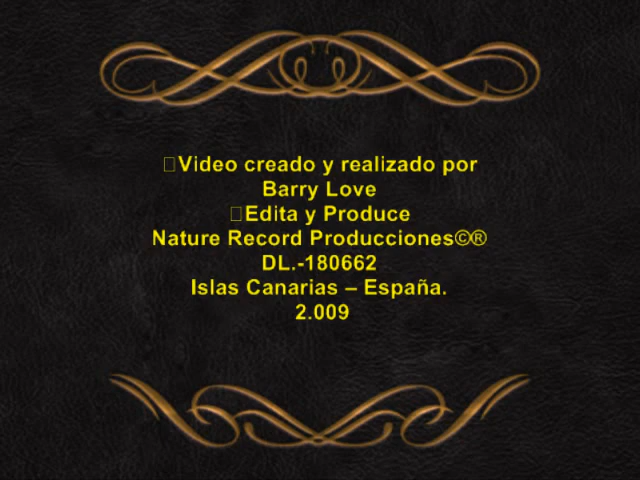 Video creado y realizado por
Barry Love
Edita y Produce
Nature Record Producciones©®
DL.-180662
Islas Canarias – España.
2.009